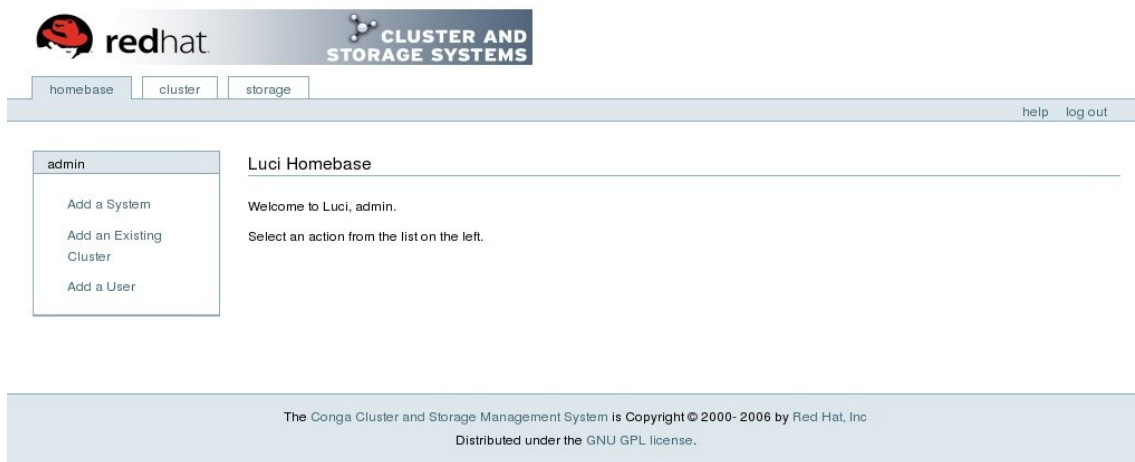 redhat.
CLUSTER AND
STORAGE SYSTEMS
homebase cluster storage
help log out
admin
Add a System
Add an Existing
Cluster
Add a User
Luci Homebase
Welcome to Luci, admin.
Select an action from the list on the left.
The Conga Cluster and Storage Management System is Copyright © 2000- 2006 by Red Hat, Inc
Distributed under the GNU GPL license.